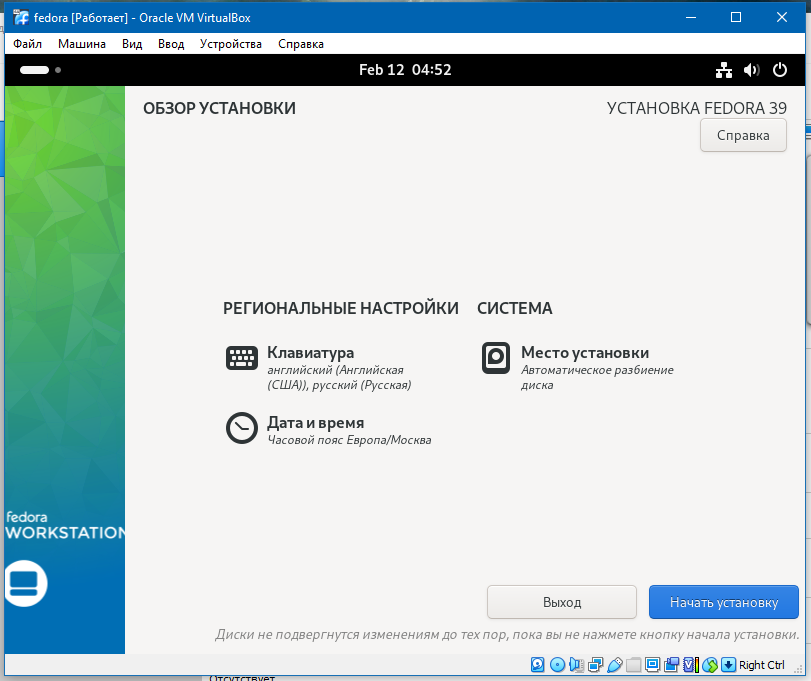 fedora [Работает] - Oracle VM VirtualBox
Файл Машина Вид Ввод Устройства Справка
Feb 12 04:52
ОБЗОР УСТАНОВКИ
УСТАНОВКА FEDORA 39
Справка
РЕГИОНАЛЬНЫЕ НАСТРОЙКИ
Клавиатура
английский (Английская
(США)), русский (Русская)
Дата и время
Часовой пояс Европа/Москва
СИСТЕМА
Место установки
Автоматическое разбиение
диска
fedora
WORKSTATION
Выход
Начать установку
Диски не подвергнутся изменениям до тех пор, пока вы не нажмете кнопку начала установки.
Right Ctrl
Отсутствует